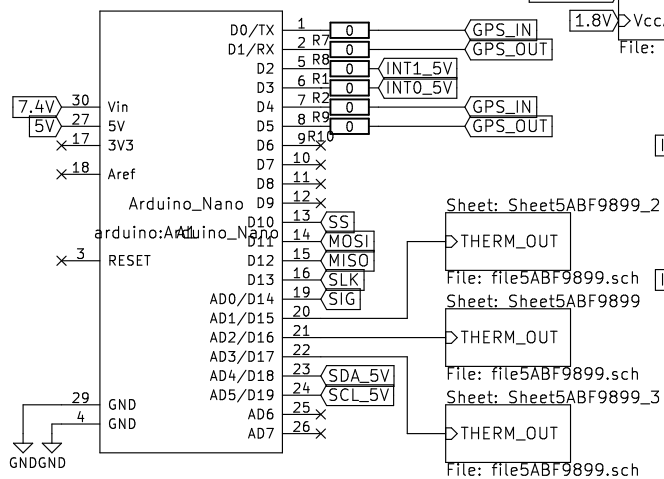 D0/TX 1 0 GPS_IN
R7
D1/RX 2 0 GPS_OUT
R8
D2 5 0 INT1_5V
R1
D3 6 0 INT0_5V
R2
D4 7 0 GPS_IN
R9
D5 8 0 GPS_OUT
R10
D6 9
D7 10
D8 11
D9 12
D10 13 SS
D11 14 MOSI
D12 15 MISO
D13 16 SLK
AD0/D14 19 SIG
AD1/D15 20
AD2/D16 21
AD3/D17 22
AD4/D18 23 SDA_5V
AD5/D19 24 SCL_5V
AD6 25
AD7 26
7.4V 30 Vin
5V 27 5V
17 3V3
18 Aref
Arduino_Nano
arduino:Arduino_Nano
A1
3 RESET
29 GND
4 GND
GND
GND
1.8V Vcc
File:
Sheet: Sheet5ABF9899_2
THERM_OUT
File: file5ABF9899.sch
Sheet: Sheet5ABF9899
THERM_OUT
File: file5ABF9899.sch
Sheet: Sheet5ABF9899_3
THERM_OUT
File: file5ABF9899.sch